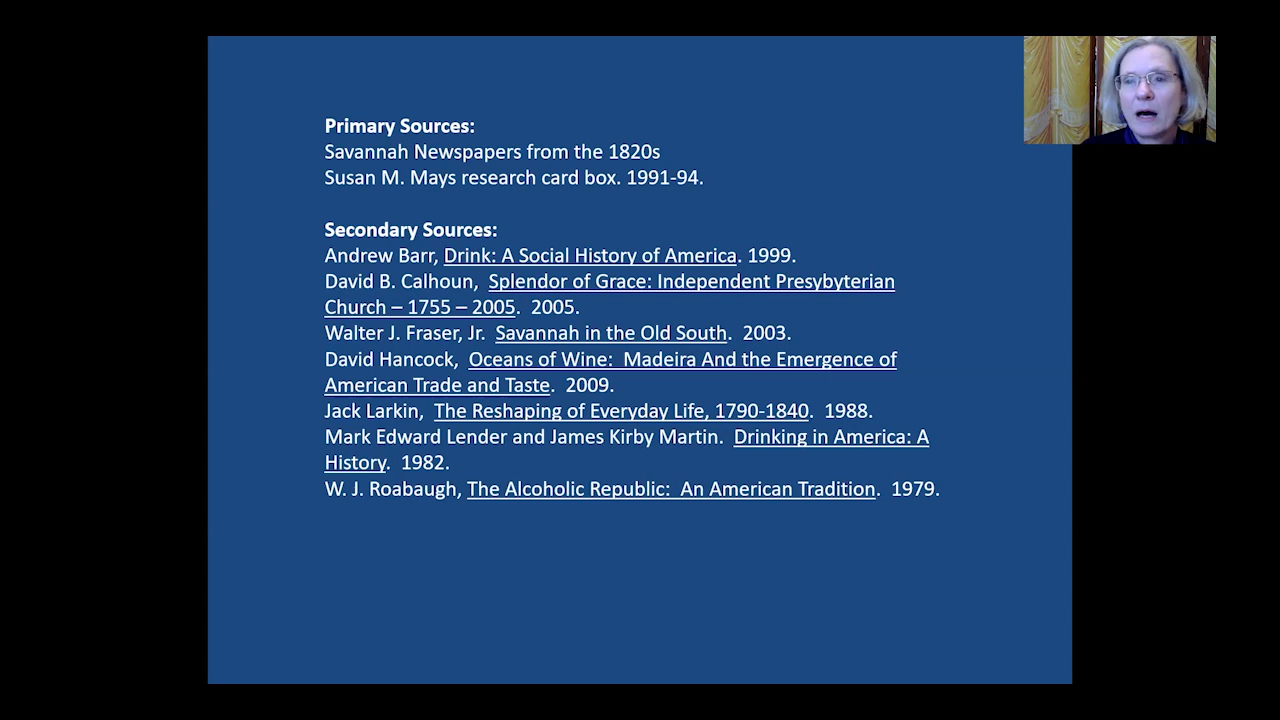 Primary Sources:
Savannah Newspapers from the 1820s
Susan M. Mays research card box. 1991-94.
Secondary Sources:
Andrew Barr, Drink: A Social History of America. 1999.
David B. Calhoun,  Splendor of Grace: Independent Presybyterian
Church – 1755 – 2005.  2005.
Walter J. Fraser, Jr.  Savannah in the Old South.  2003.
David Hancock,  Oceans of Wine:  Madeira And the Emergence of
American Trade and Taste.  2009.
Jack Larkin,  The Reshaping of Everyday Life, 1790-1840.  1988.
Mark Edward Lender and James Kirby Martin.  Drinking in America: A
History.  1982.
W. J. Roabaugh, The Alcoholic Republic:  An American Tradition.  1979.